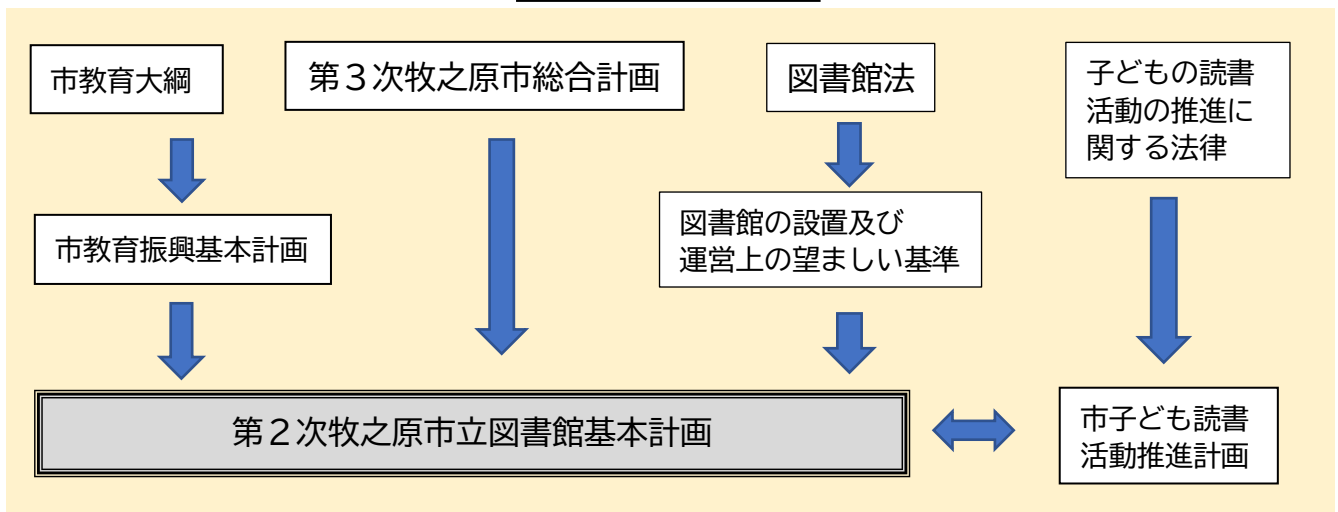 市教育大綱
第３次牧之原市総合計画
図書館法
子どもの読書
活動の推進に
関する法律
市教育振興基本計画
図書館の設置及び
運営上の望ましい基準
第２次牧之原市立図書館基本計画
市子ども読書
活動推進計画